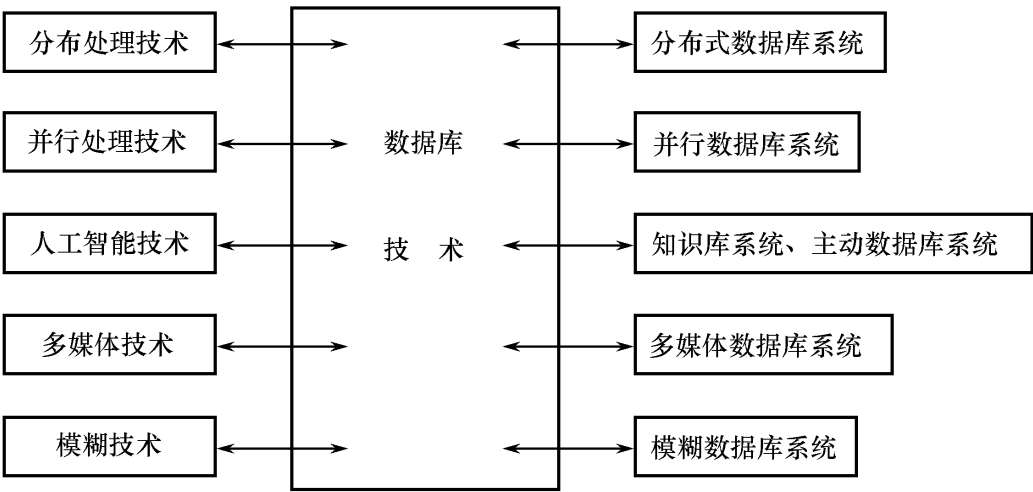 分布处理技术
分布式数据库系统
并行处理技术
数据库
并行数据库系统
人工智能技术
技 术
知识库系统、主动数据库系统
多媒体技术
多媒体数据库系统
模糊技术
模糊数据库系统